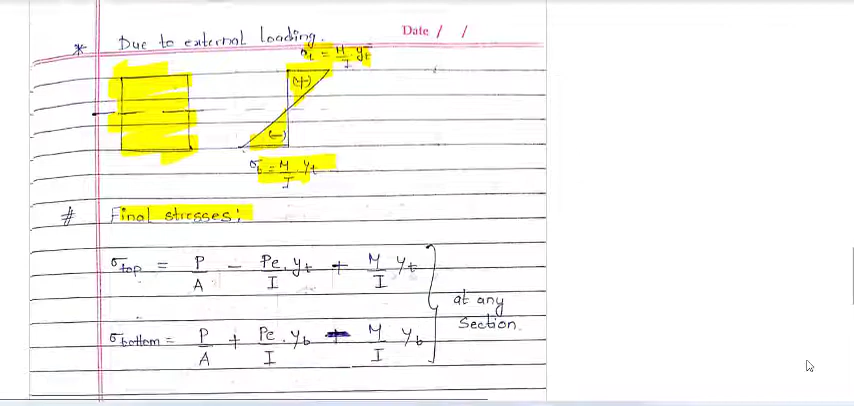 Date / /
* Due to external loading.
σt = M/I . yt
(+)
(-)
σb = M/I . yt
# Final stresses:
σtop = P/A - Pe/I . yt + M/I yt
at any
section.
σbottom = P/A + Pe/I . yb - M/I yb